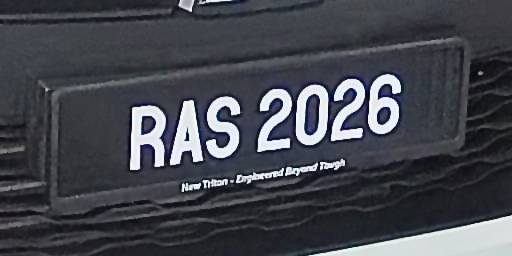 RAS 2026
New Triton - Engineered Beyond Tough